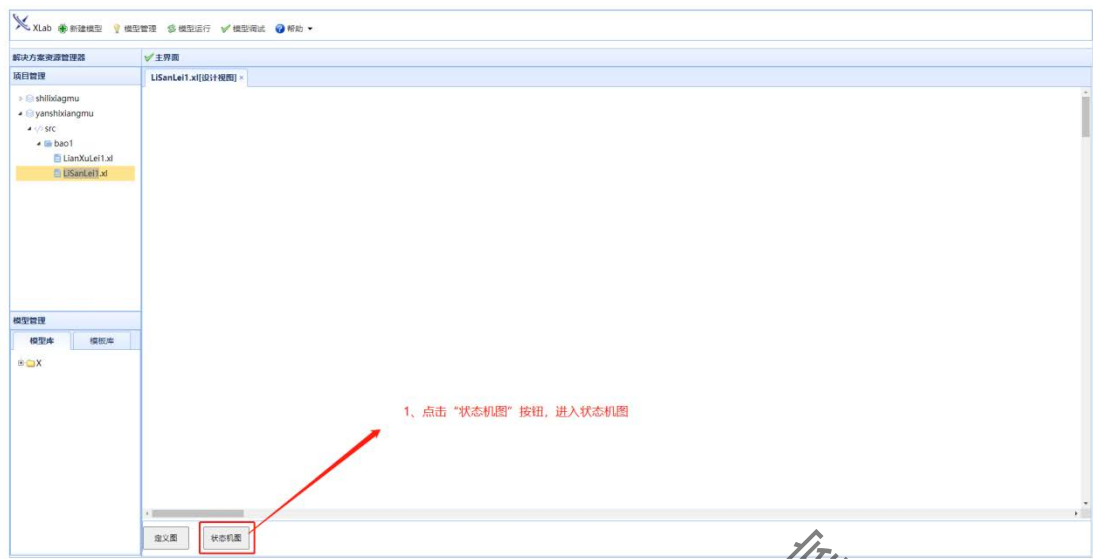 XLab 新建模型 模型管理 模型运行 模型调试 帮助
解决方案资源管理器
主界面
项目管理
LiSanLei1.xl[设计视图]
shilixiagmu
yanshixiangmu
src
bao1
LianXuLei1.xl
LiSanLei1.xl
模型管理
模型库 模板库
X
1、点击“状态机图”按钮，进入状态机图
定义图 状态机图